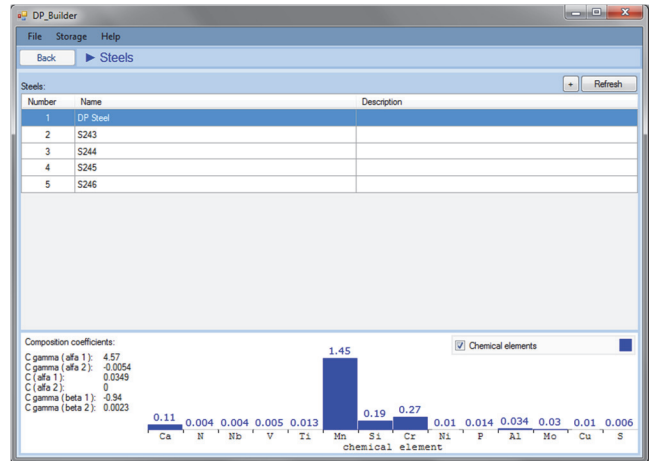 DP_Builder
File Storage Help
Back ► Steels
Steels: + Refresh
Number Name Description
1 DP Steel
2 S243
3 S244
4 S245
5 S246
Composition coefficients:
C gamma (alfa 1): 4.57
C gamma (alfa 2): -0.0054
C (alfa 1): 0.0349
C (alfa 2): 0
C gamma (beta 1): -0.94
C gamma (beta 2): 0.0023
Chemical elements
0.11 0.004 0.004 0.005 0.013 1.45 0.19 0.27 0.01 0.014 0.034 0.03 0.01 0.006
Ca N Nb V Ti Mn Si Cr Ni P Al Mo Cu S
chemical element